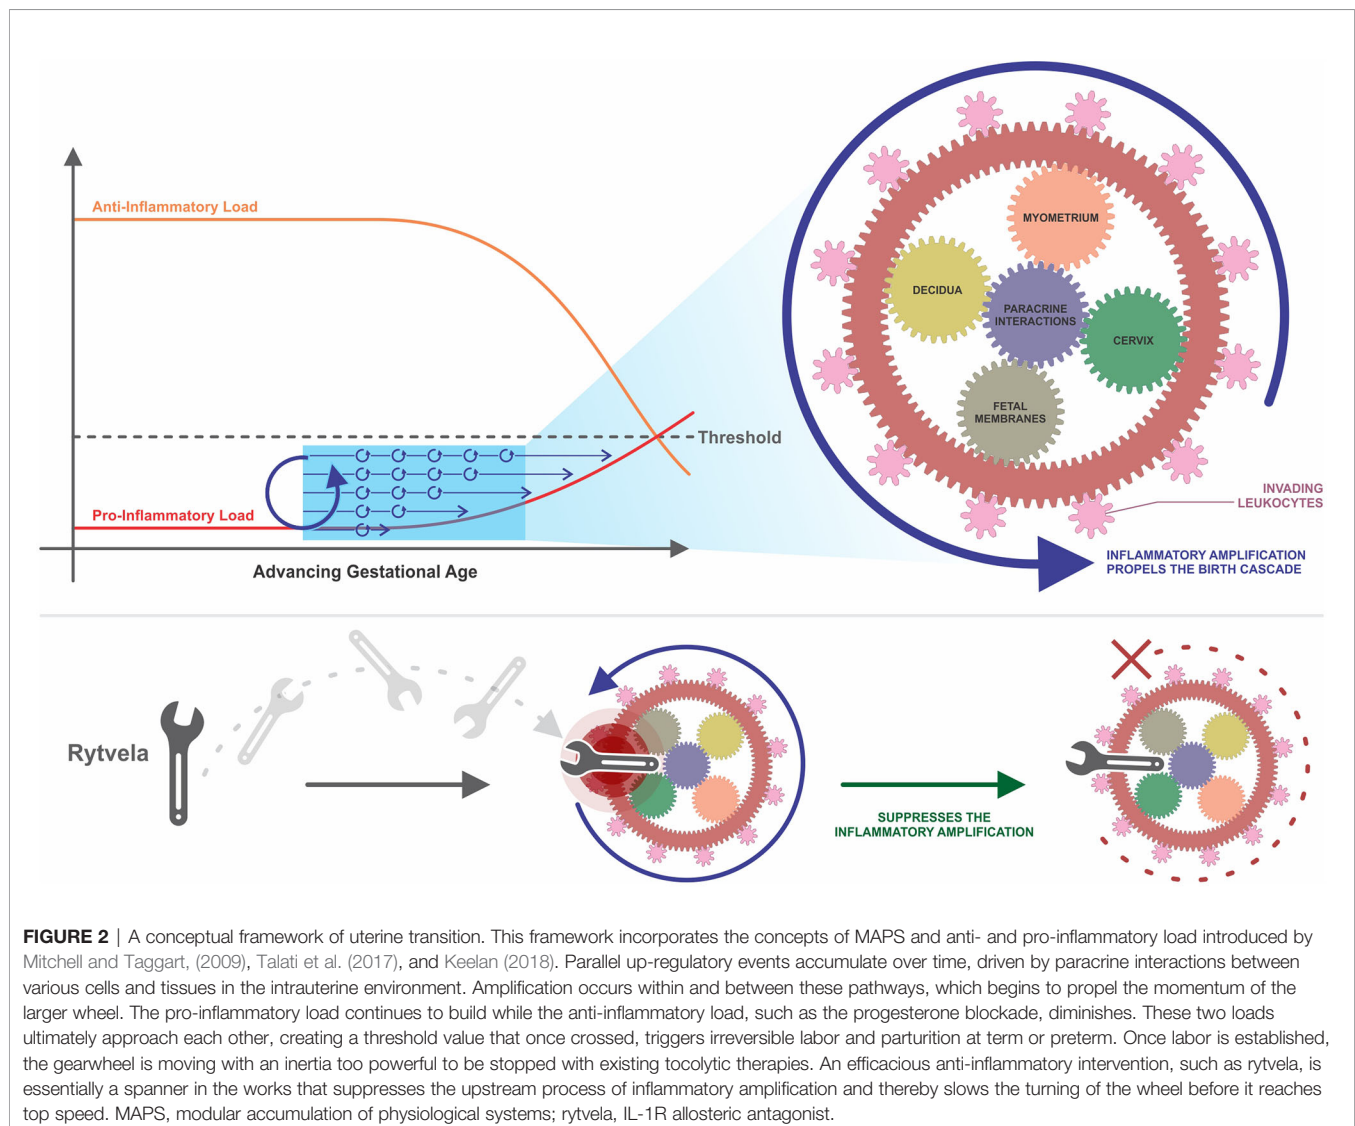 Anti-Inflammatory Load
Threshold
Pro-Inflammatory Load
Advancing Gestational Age
MYOMETRIUM
DECIDUA
PARACRINE
INTERACTIONS
CERVIX
FETAL
MEMBRANES
INVADING
LEUKOCYTES
INFLAMMATORY AMPLIFICATION
PROPELS THE BIRTH CASCADE
Rytvela
SUPPRESSES THE
INFLAMMATORY AMPLIFICATION
FIGURE 2 | A conceptual framework of uterine transition. This framework incorporates the concepts of MAPS and anti- and pro-inflammatory load introduced by
Mitchell and Taggart, (2009), Talati et al. (2017), and Keelan (2018). Parallel up-regulatory events accumulate over time, driven by paracrine interactions between
various cells and tissues in the intrauterine environment. Amplification occurs within and between these pathways, which begins to propel the momentum of the
larger wheel. The pro-inflammatory load continues to build while the anti-inflammatory load, such as the progesterone blockade, diminishes. These two loads
ultimately approach each other, creating a threshold value that once crossed, triggers irreversible labor and parturition at term or preterm. Once labor is established,
the gearwheel is moving with an inertia too powerful to be stopped with existing tocolytic therapies. An efficacious anti-inflammatory intervention, such as rytvela, is
essentially a spanner in the works that suppresses the upstream process of inflammatory amplification and thereby slows the turning of the wheel before it reaches
top speed. MAPS, modular accumulation of physiological systems; rytvela, IL-1R allosteric antagonist.